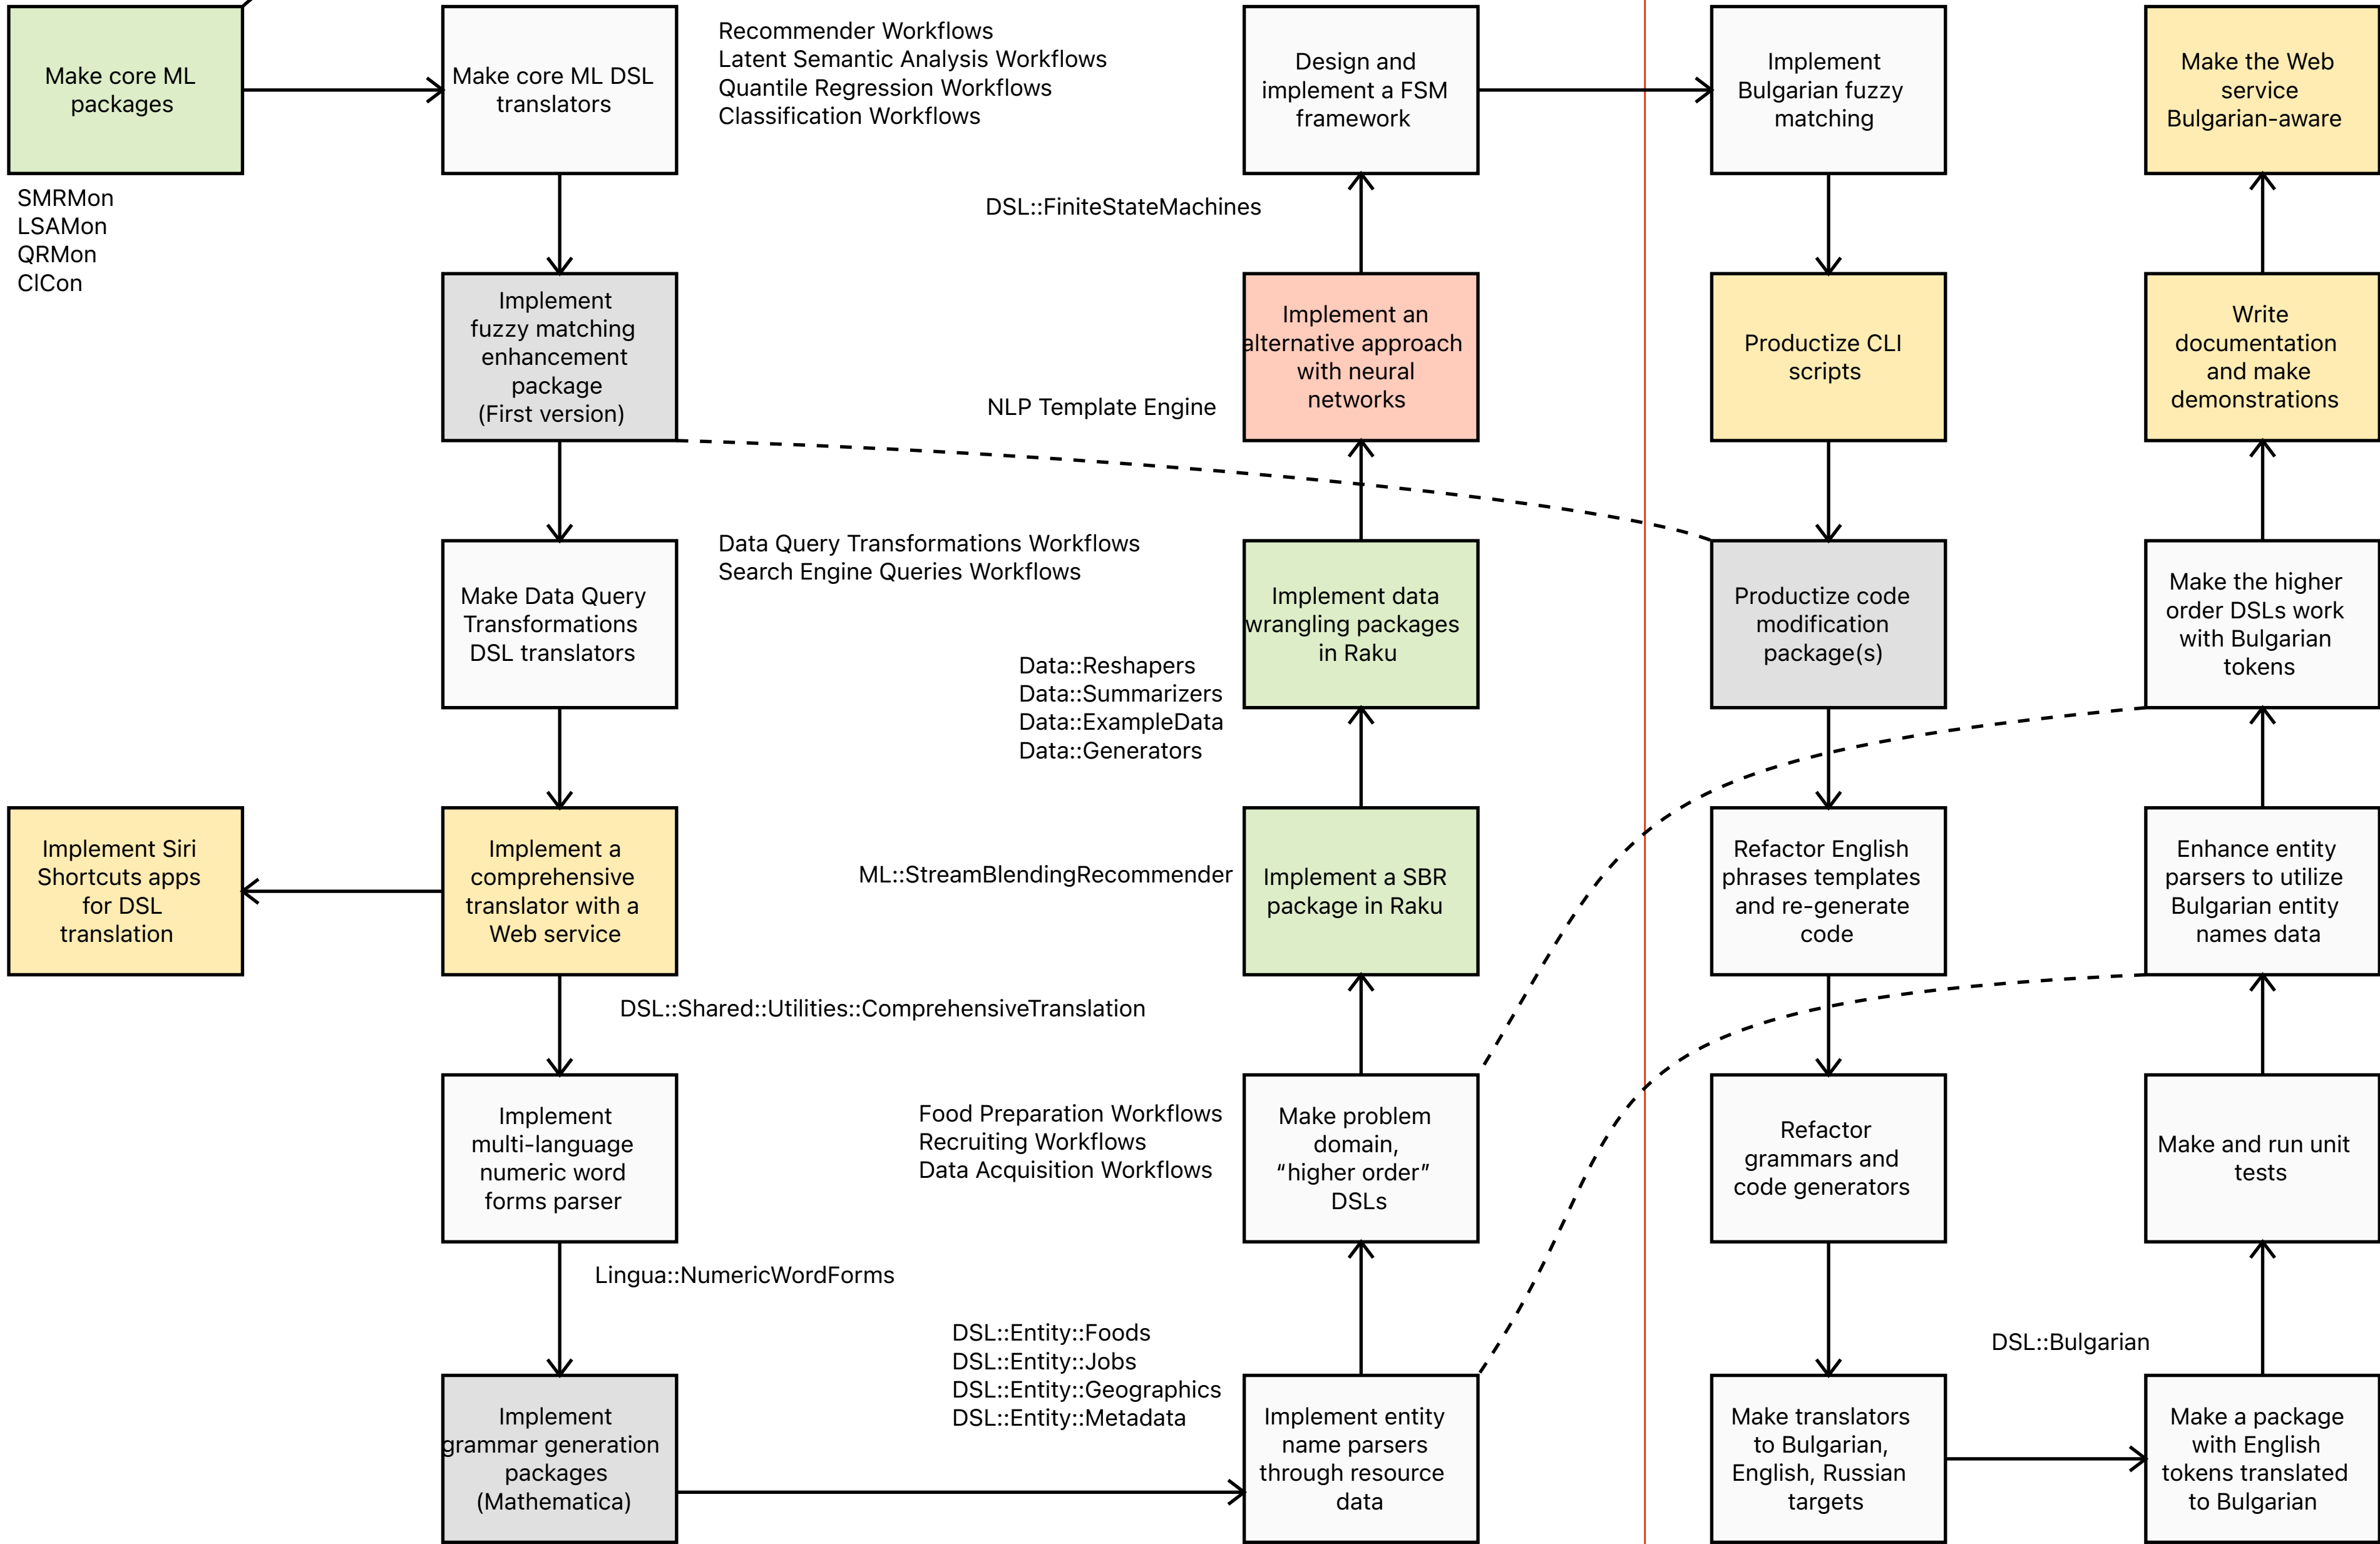 Make core ML
packages
SMRMon
LSAMon
QRMon
ClCon
Make core ML DSL
translators
Recommender Workflows
Latent Semantic Analysis Workflows
Quantile Regression Workflows
Classification Workflows
Implement
fuzzy matching
enhancement
package
(First version)
Make Data Query
Transformations
DSL translators
Data Query Transformations Workflows
Search Engine Queries Workflows
Implement a
comprehensive
translator with a
Web service
Implement Siri
Shortcuts apps
for DSL
translation
DSL::Shared::Utilities::ComprehensiveTranslation
Implement
multi-language
numeric word
forms parser
Lingua::NumericWordForms
Implement
grammar generation
packages
(Mathematica)
DSL::Entity::Foods
DSL::Entity::Jobs
DSL::Entity::Geographics
DSL::Entity::Metadata
Implement entity
name parsers
through resource
data
Food Preparation Workflows
Recruiting Workflows
Data Acquisition Workflows
Make problem
domain,
“higher order”
DSLs
ML::StreamBlendingRecommender
Implement a SBR
package in Raku
Data::Reshapers
Data::Summarizers
Data::ExampleData
Data::Generators
Implement data
wrangling packages
in Raku
NLP Template Engine
Implement an
alternative approach
with neural
networks
DSL::FiniteStateMachines
Design and
implement a FSM
framework
Implement
Bulgarian fuzzy
matching
Productize CLI
scripts
Productize code
modification
package(s)
Refactor English
phrases templates
and re-generate
code
Refactor
grammars and
code generators
Make translators
to Bulgarian,
English, Russian
targets
DSL::Bulgarian
Make a package
with English
tokens translated
to Bulgarian
Make and run unit
tests
Enhance entity
parsers to utilize
Bulgarian entity
names data
Make the higher
order DSLs work
with Bulgarian
tokens
Write
documentation
and make
demonstrations
Make the Web
service
Bulgarian-aware